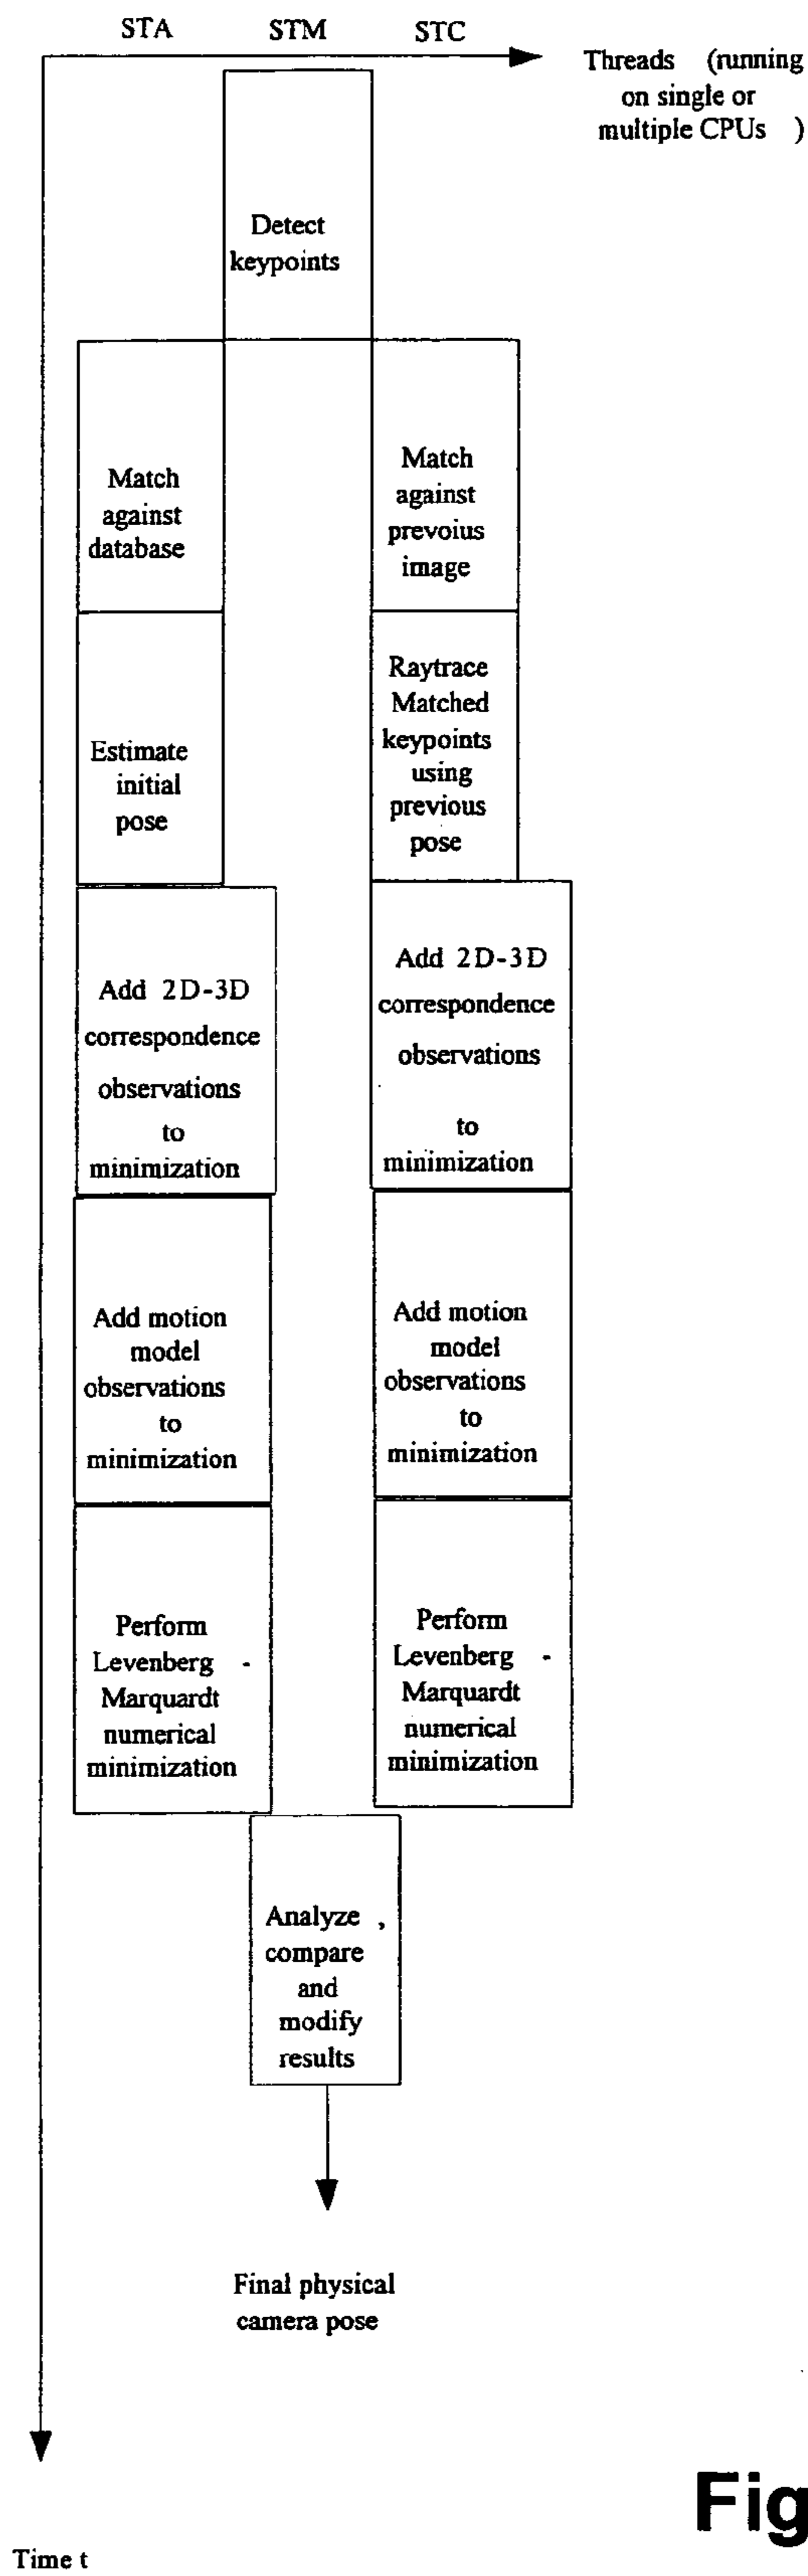 STA STM STC
Threads (running
on single or
multiple CPUs )
Detect
keypoints
Match
against
database
Match
against
prevoius
image
Estimate
initial
pose
Raytrace
Matched
keypoints
using
previous
pose
Add 2D-3D
correspondence
observations
to
minimization
Add 2D-3D
correspondence
observations
to
minimization
Add motion
model
observations
to
minimization
Add motion
model
observations
to
minimization
Perform
Levenberg -
Marquardt
numerical
minimization
Perform
Levenberg -
Marquardt
numerical
minimization
Analyze ,
compare
and
modify
results
Final physical
camera pose
Fig
Time t